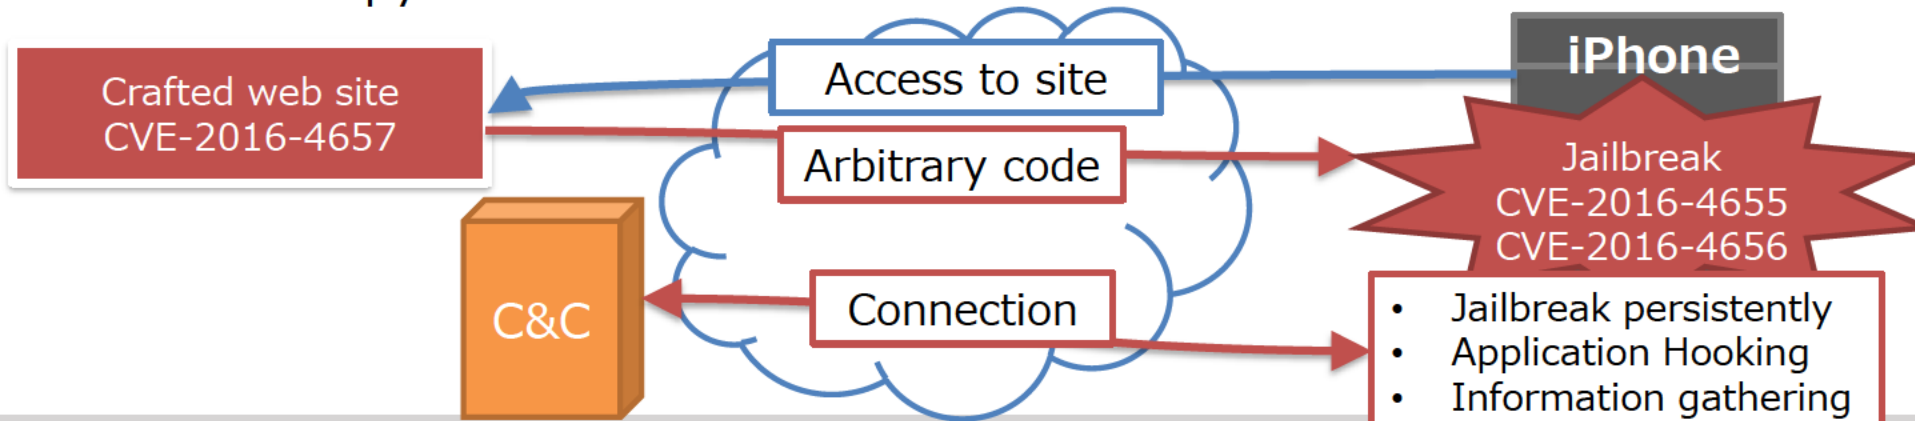 Crafted web site
CVE-2016-4657
Access to site
Arbitrary code
iPhone
Jailbreak
CVE-2016-4655
CVE-2016-4656
C&C
Connection
• Jailbreak persistently
• Application Hooking
• Information gathering